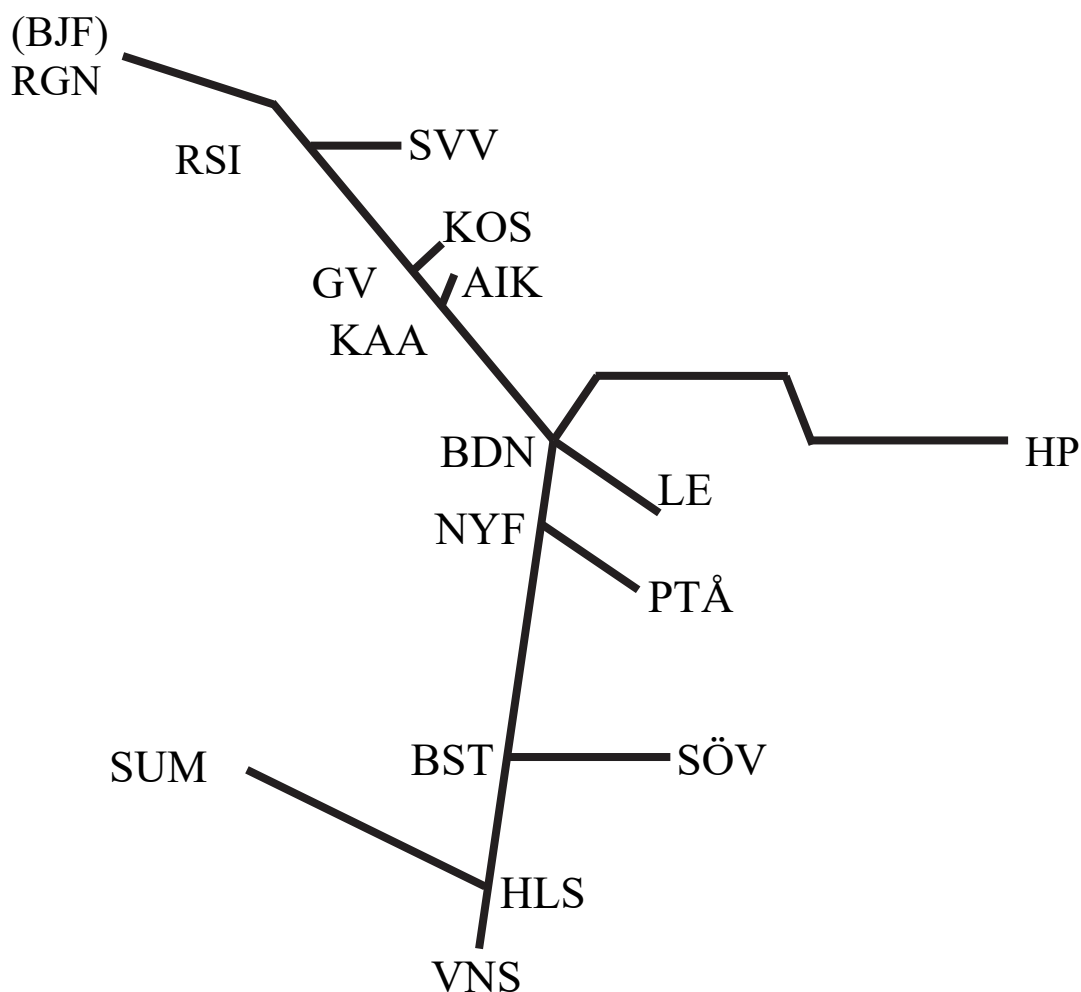 (BJF)
RGN
SVV
RSI
KOS
GV
AIK
KAA
BDN
HP
LE
NYF
PTÅ
SUM
BST
SÖV
HLS
VNS